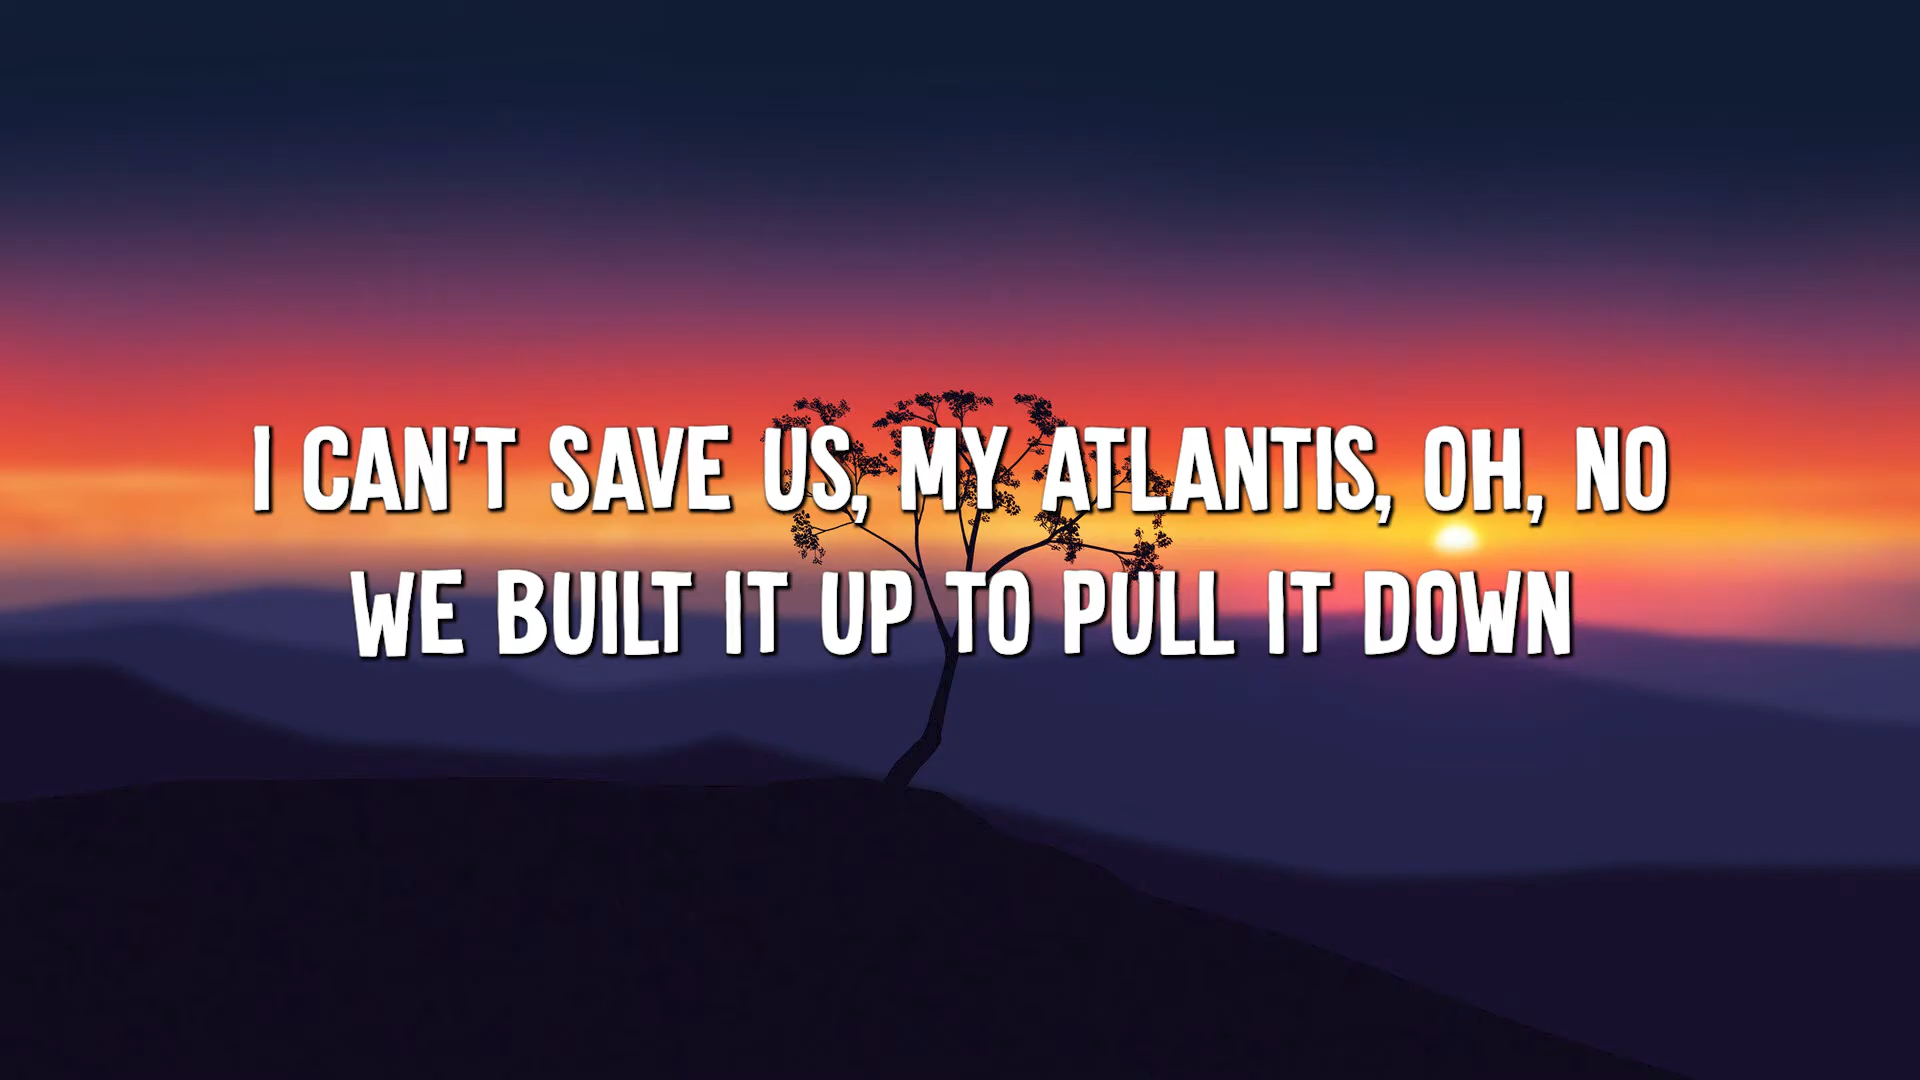 I CAN'T SAVE US, MY ATLANTIS, OH, NO
WE BUILT IT UP TO PULL IT DOWN